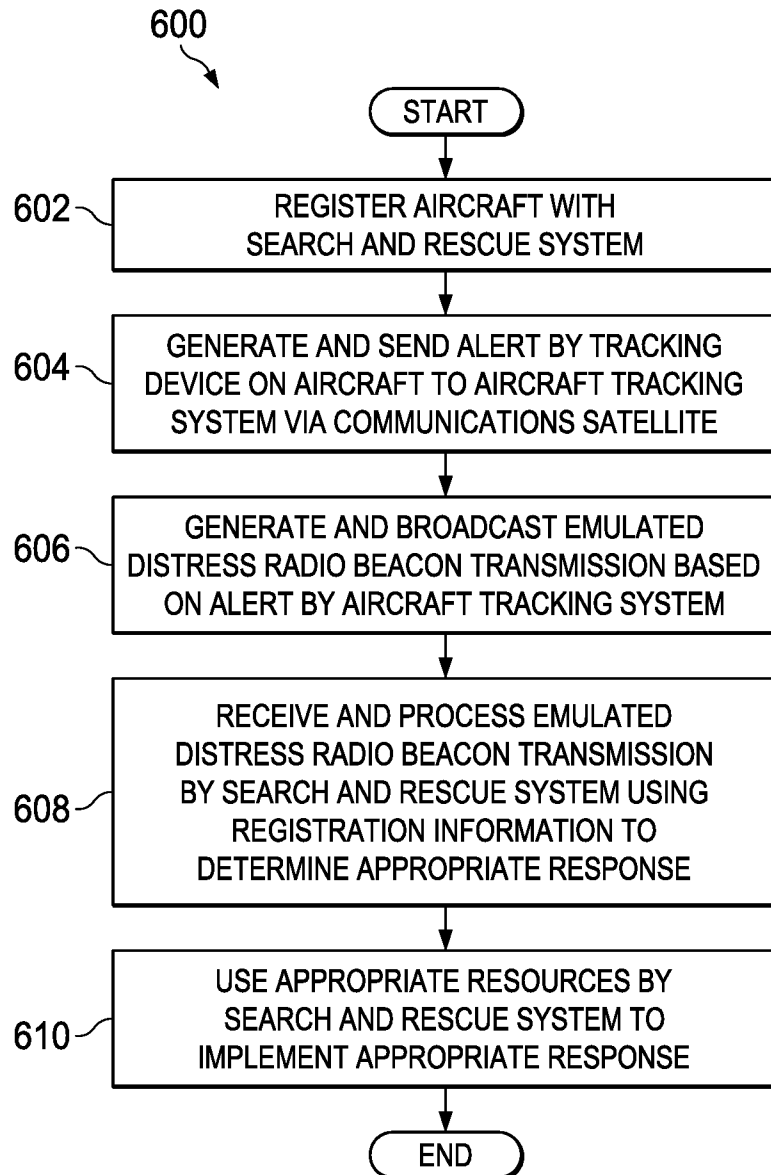 600
START
602
REGISTER AIRCRAFT WITH
SEARCH AND RESCUE SYSTEM
604
GENERATE AND SEND ALERT BY TRACKING
DEVICE ON AIRCRAFT TO AIRCRAFT TRACKING
SYSTEM VIA COMMUNICATIONS SATELLITE
606
GENERATE AND BROADCAST EMULATED
DISTRESS RADIO BEACON TRANSMISSION BASED
ON ALERT BY AIRCRAFT TRACKING SYSTEM
608
RECEIVE AND PROCESS EMULATED
DISTRESS RADIO BEACON TRANSMISSION
BY SEARCH AND RESCUE SYSTEM USING
REGISTRATION INFORMATION TO
DETERMINE APPROPRIATE RESPONSE
610
USE APPROPRIATE RESOURCES BY
SEARCH AND RESCUE SYSTEM TO
IMPLEMENT APPROPRIATE RESPONSE
END